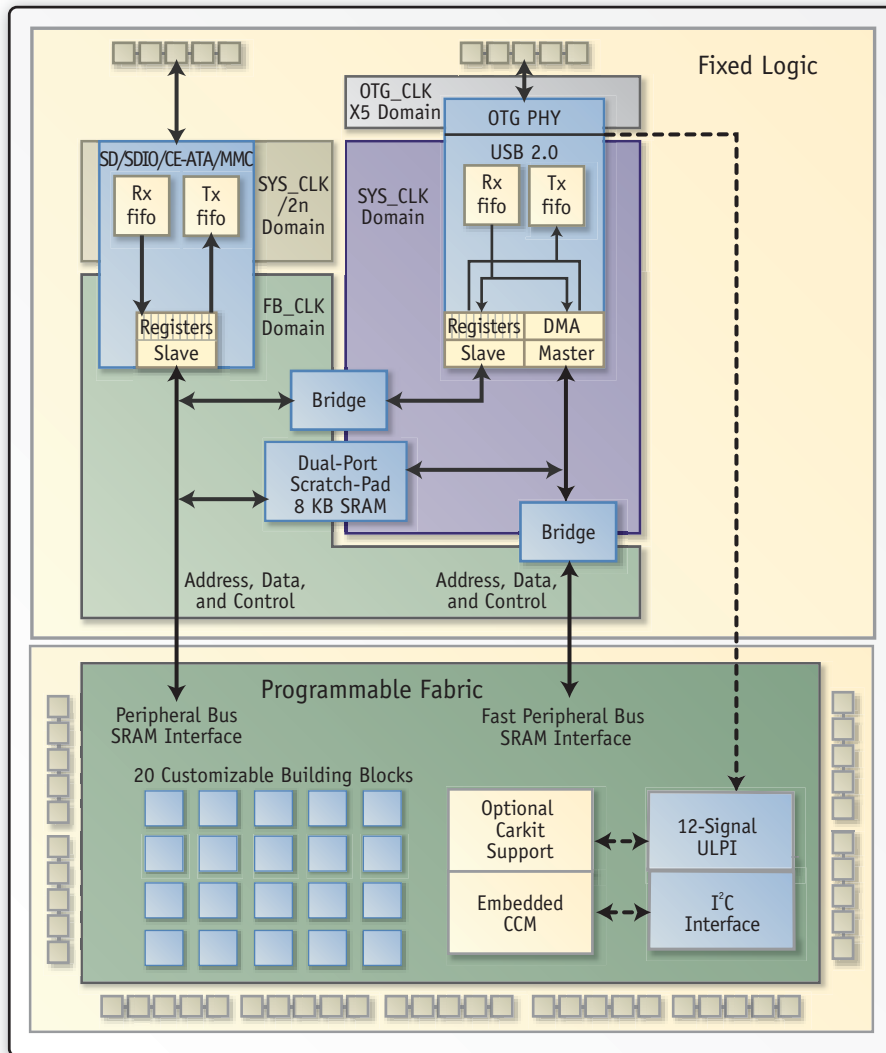 Fixed Logic
OTG_CLK
X5 Domain
OTG PHY
SD/SDIO/CE-ATA/MMC
Rx
fifo
Tx
fifo
SYS_CLK
/2n
Domain
SYS_CLK
Domain
USB 2.0
Rx
fifo
Tx
fifo
FB_CLK
Domain
Registers
Slave
Registers
DMA
Slave
Master
Bridge
Dual-Port
Scratch-Pad
8 KB SRAM
Bridge
Address, Data,
and Control
Address, Data,
and Control
Programmable Fabric
Peripheral Bus
SRAM Interface
Fast Peripheral Bus
SRAM Interface
20 Customizable Building Blocks
Optional
Carkit
Support
12-Signal
ULPI
Embedded
CCM
I²C
Interface